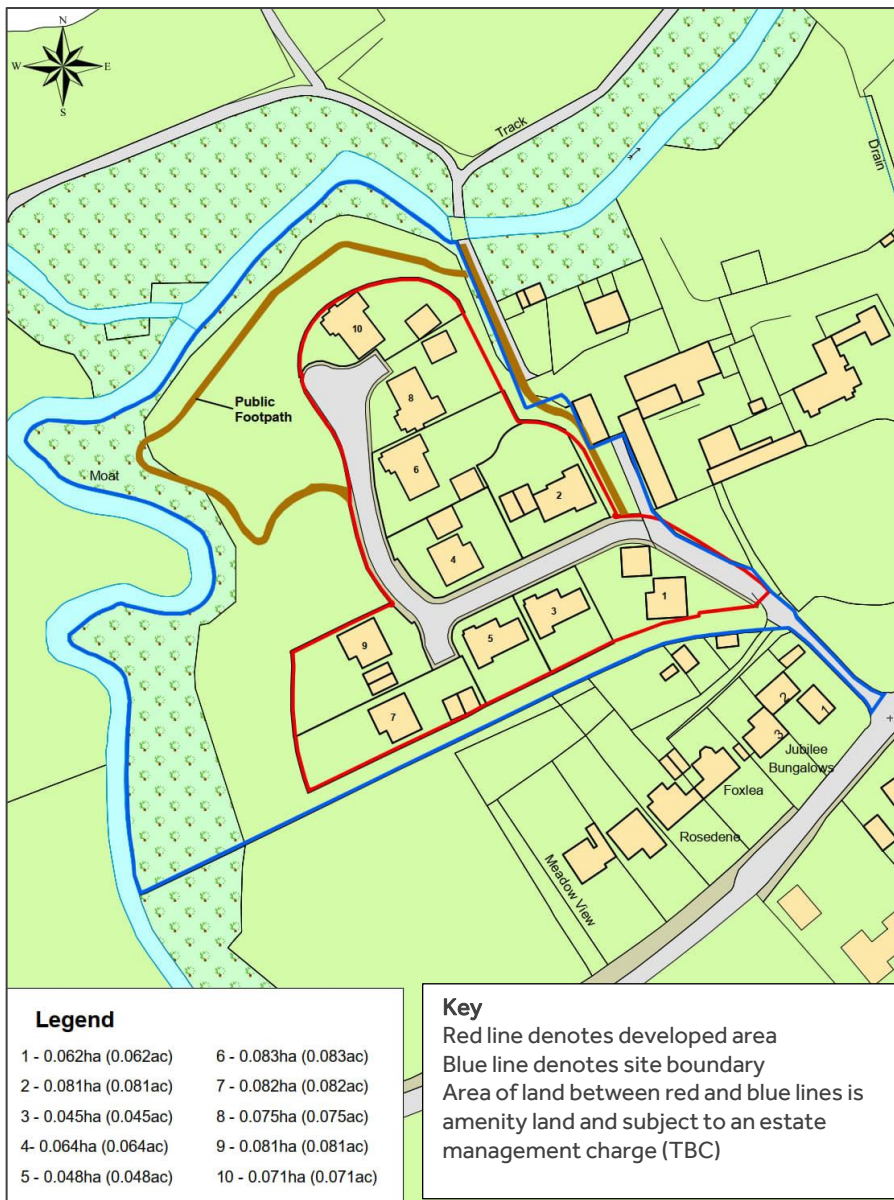 N
W E
S
Track
Drain
10
Public
Footpath
8
6
Moat
2
4
1
3
5
9
7
2
1
3
Jubilee
Bungalows
Foxlea
Rosedene
Meadow View
Legend
1 - 0.062ha (0.062ac)
2 - 0.081ha (0.081ac)
3 - 0.045ha (0.045ac)
4- 0.064ha (0.064ac)
5 - 0.048ha (0.048ac)
6 - 0.083ha (0.083ac)
7 - 0.082ha (0.082ac)
8 - 0.075ha (0.075ac)
9 - 0.081ha (0.081ac)
10 - 0.071ha (0.071ac)
Key
Red line denotes developed area
Blue line denotes site boundary
Area of land between red and blue lines is
amenity land and subject to an estate
management charge (TBC)